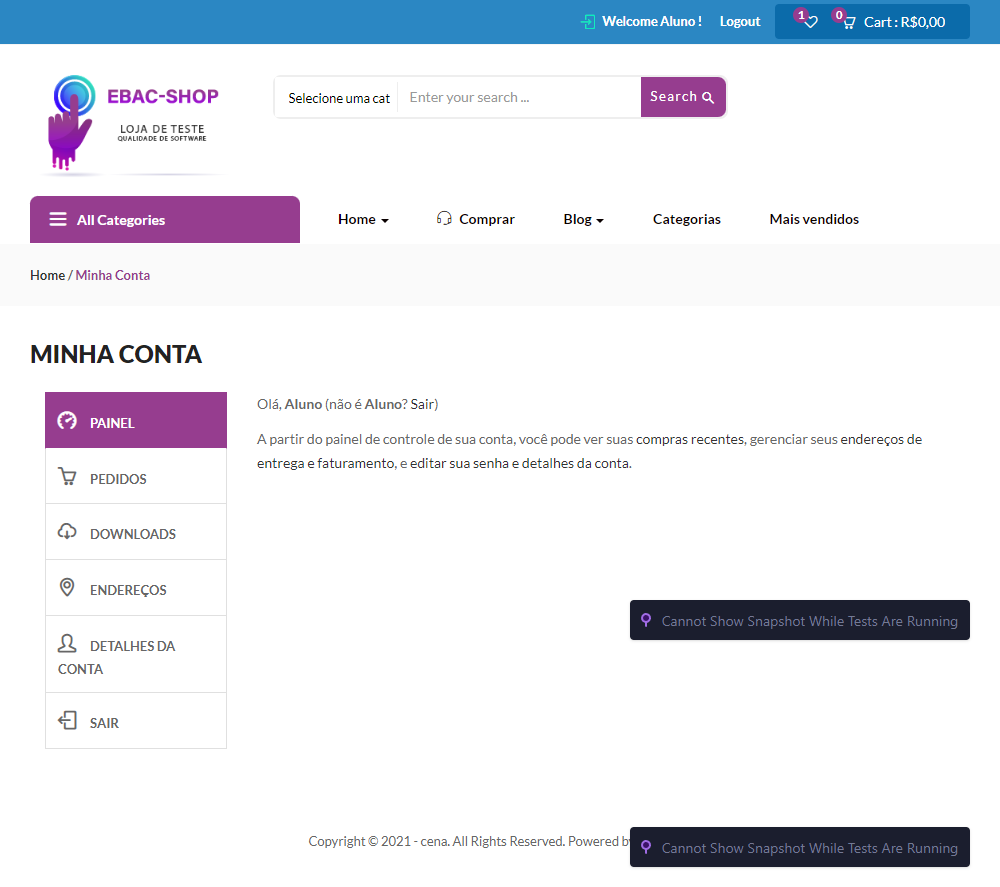 Welcome Aluno !
Logout
1
0
Cart : R$0,00
EBAC-SHOP
LOJA DE TESTE
QUALIDADE DE SOFTWARE
Selecione uma cat
Enter your search ...
Search
All Categories
Home
Comprar
Blog
Categorias
Mais vendidos
Home / Minha Conta
MINHA CONTA
PAINEL
PEDIDOS
DOWNLOADS
ENDEREÇOS
DETALHES DA
CONTA
SAIR
Olá, Aluno (não é Aluno? Sair)
A partir do painel de controle de sua conta, você pode ver suas compras recentes, gerenciar seus endereços de
entrega e faturamento, e editar sua senha e detalhes da conta.
Cannot Show Snapshot While Tests Are Running
Copyright © 2021 - cena. All Rights Reserved. Powered
Cannot Show Snapshot While Tests Are Running